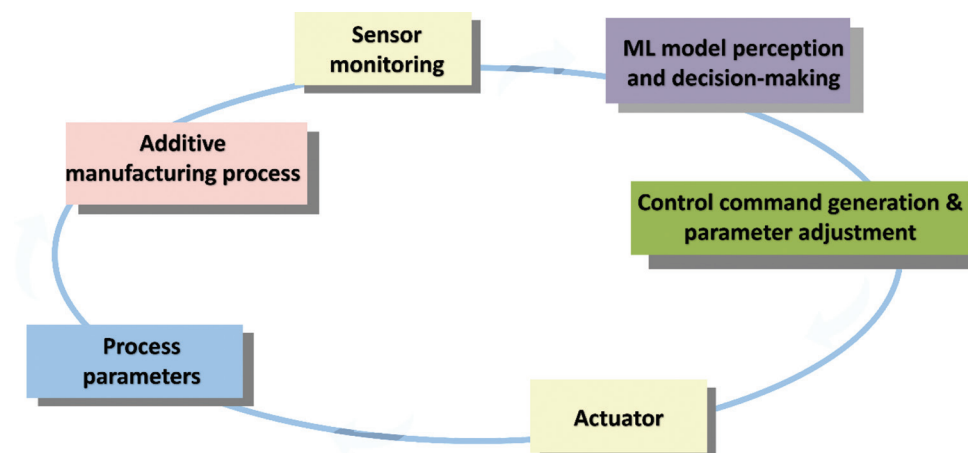 Sensor
monitoring
ML model perception
and decision-making
Additive
manufacturing process
Control command generation &
parameter adjustment
Process
parameters
Actuator